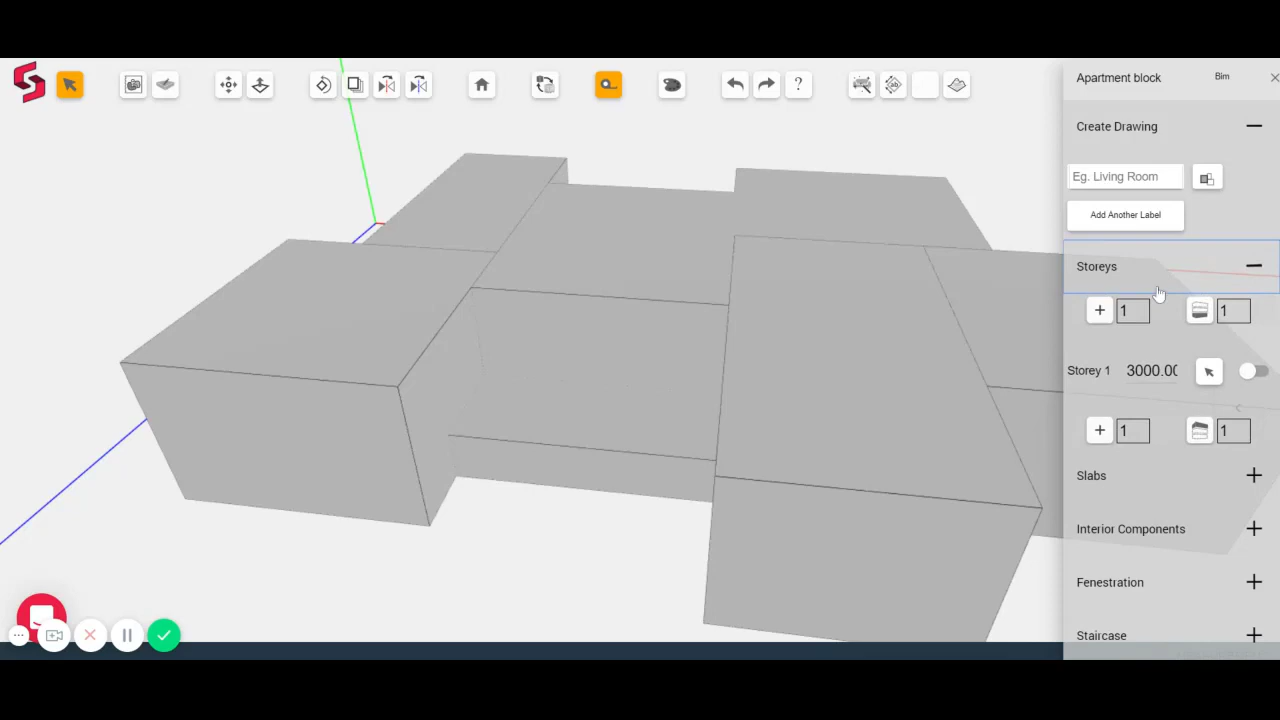 Apartment block
Bim
Create Drawing
Eg. Living Room
Add Another Label
Storeys
1
1
Storey 1
3000.00
1
1
Slabs
Interior Components
Fenestration
Staircase
?